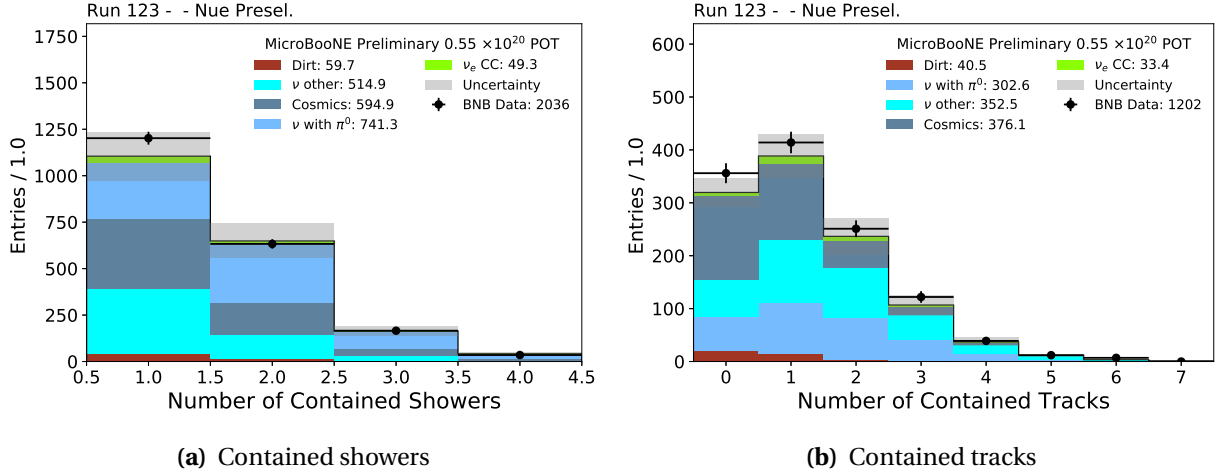 Run 123 - - Nue Presel.
MicroBooNE Preliminary 0.55 ×10²⁰ POT
Dirt: 59.7
ν other: 514.9
Cosmics: 594.9
ν with π⁰: 741.3
νₑ CC: 49.3
Uncertainty
BNB Data: 2036
Entries / 1.0
1750
1500
1250
1000
750
500
250
0
0.5 1.0 1.5 2.0 2.5 3.0 3.5 4.0 4.5
Number of Contained Showers
(a) Contained showers
Run 123 - - Nue Presel.
MicroBooNE Preliminary 0.55 ×10²⁰ POT
Dirt: 40.5
ν with π⁰: 302.6
ν other: 352.5
Cosmics: 376.1
νₑ CC: 33.4
Uncertainty
BNB Data: 1202
Entries / 1.0
600
500
400
300
200
100
0
0 1 2 3 4 5 6 7
Number of Contained Tracks
(b) Contained tracks